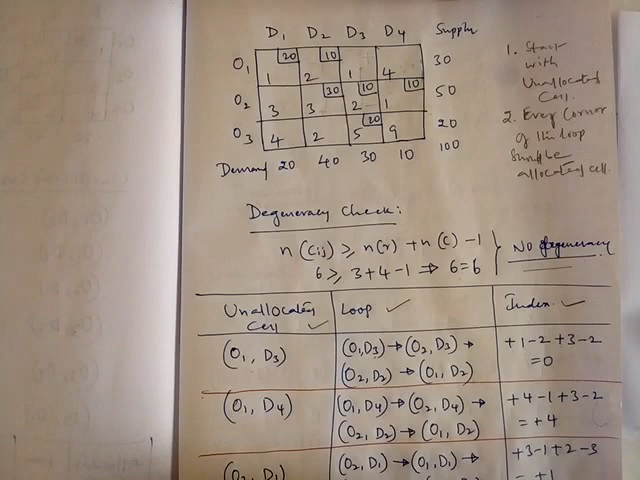 D1 D2 D3 D4 Supply
O1 1 20 2 10 1 4 30
O2 3 3 30 2 10 1 10 50
O3 4 2 5 20 9 20
Demand 20 40 30 10 100
1. Start
with
Unallocated
Cell.
2. Every Corner
of the loop
allocated cell.
Degeneracy Check:
n(Cij) ≥ n(r) + n(c) - 1
6 ≥ 3+4-1 ⇒ 6=6
No degeneracy
Unallocated Cell ✓ Loop ✓ Index ✓
(O1, D3) (O1,D3) → (O2, D3) → +1-2+3-2
(O2, D2) → (O1, D2) =0
(O1, D4) (O1, D4) → (O2, D4) → +4-1+3-2
(O2, D2) → (O1, D2) = +4
(O2, D1) (O2, D1) → (O1, D1) → +3-1+2-3
= +1